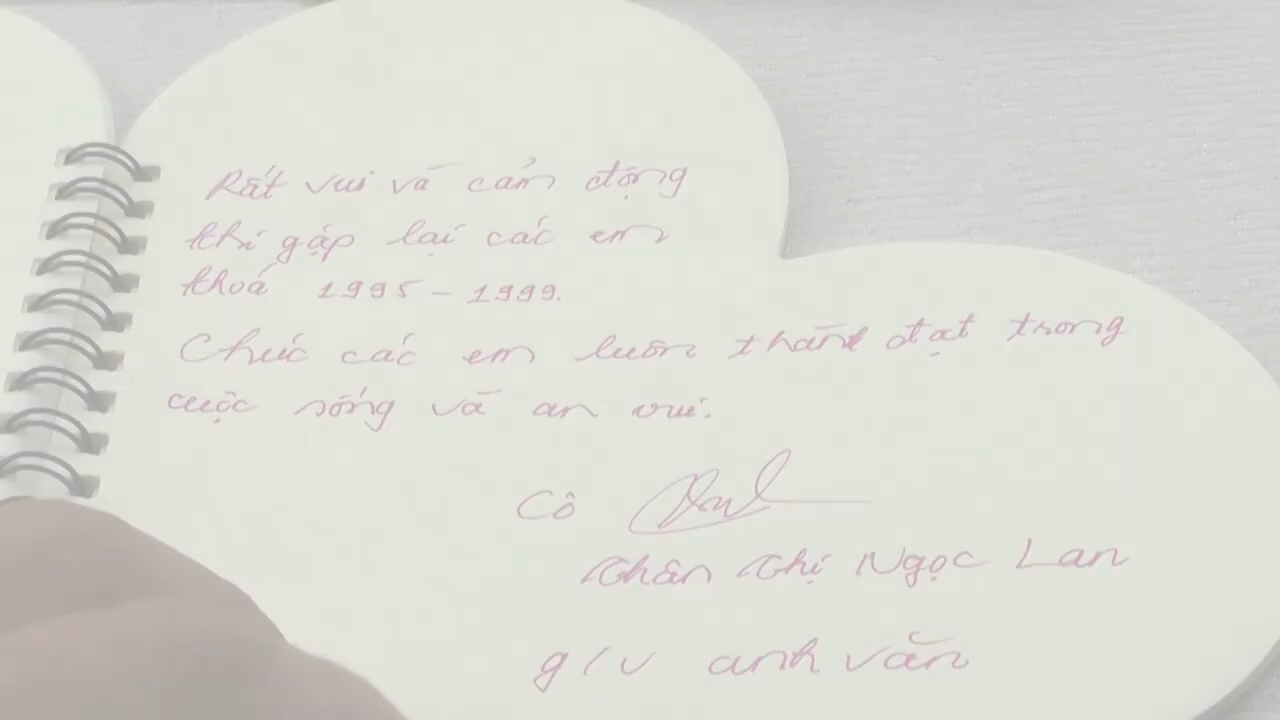 Rất vui và cảm động
khi gặp lại các em
khoá 1995 - 1999.
Chúc các em luôn thành đạt trong
cuộc sống và an vui.
Cô
Thân Thị Ngọc Lan
g/v anh văn